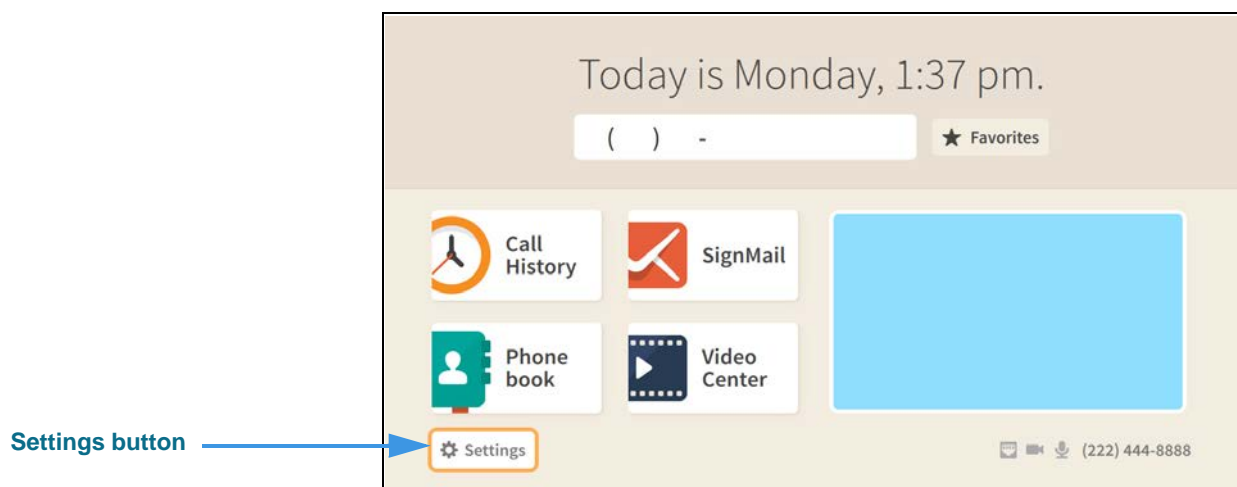 Today is Monday, 1:37 pm.
( ) -
Favorites
Call
History
SignMail
Phone
book
Video
Center
Settings button
Settings
(222) 444-8888